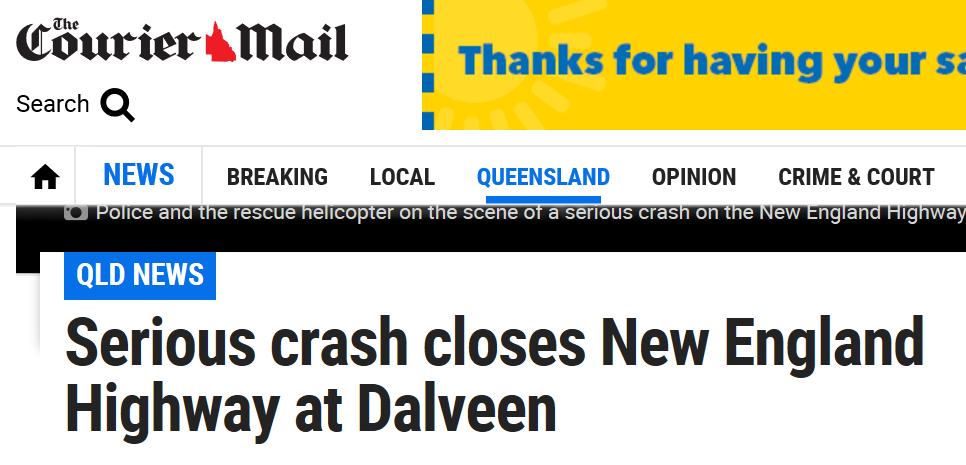 The Courier Mail
Thanks for having your sa
Search
NEWS BREAKING LOCAL QUEENSLAND OPINION CRIME & COURT
Police and the rescue helicopter on the scene of a serious crash on the New England Highway
QLD NEWS
Serious crash closes New England
Highway at Dalveen